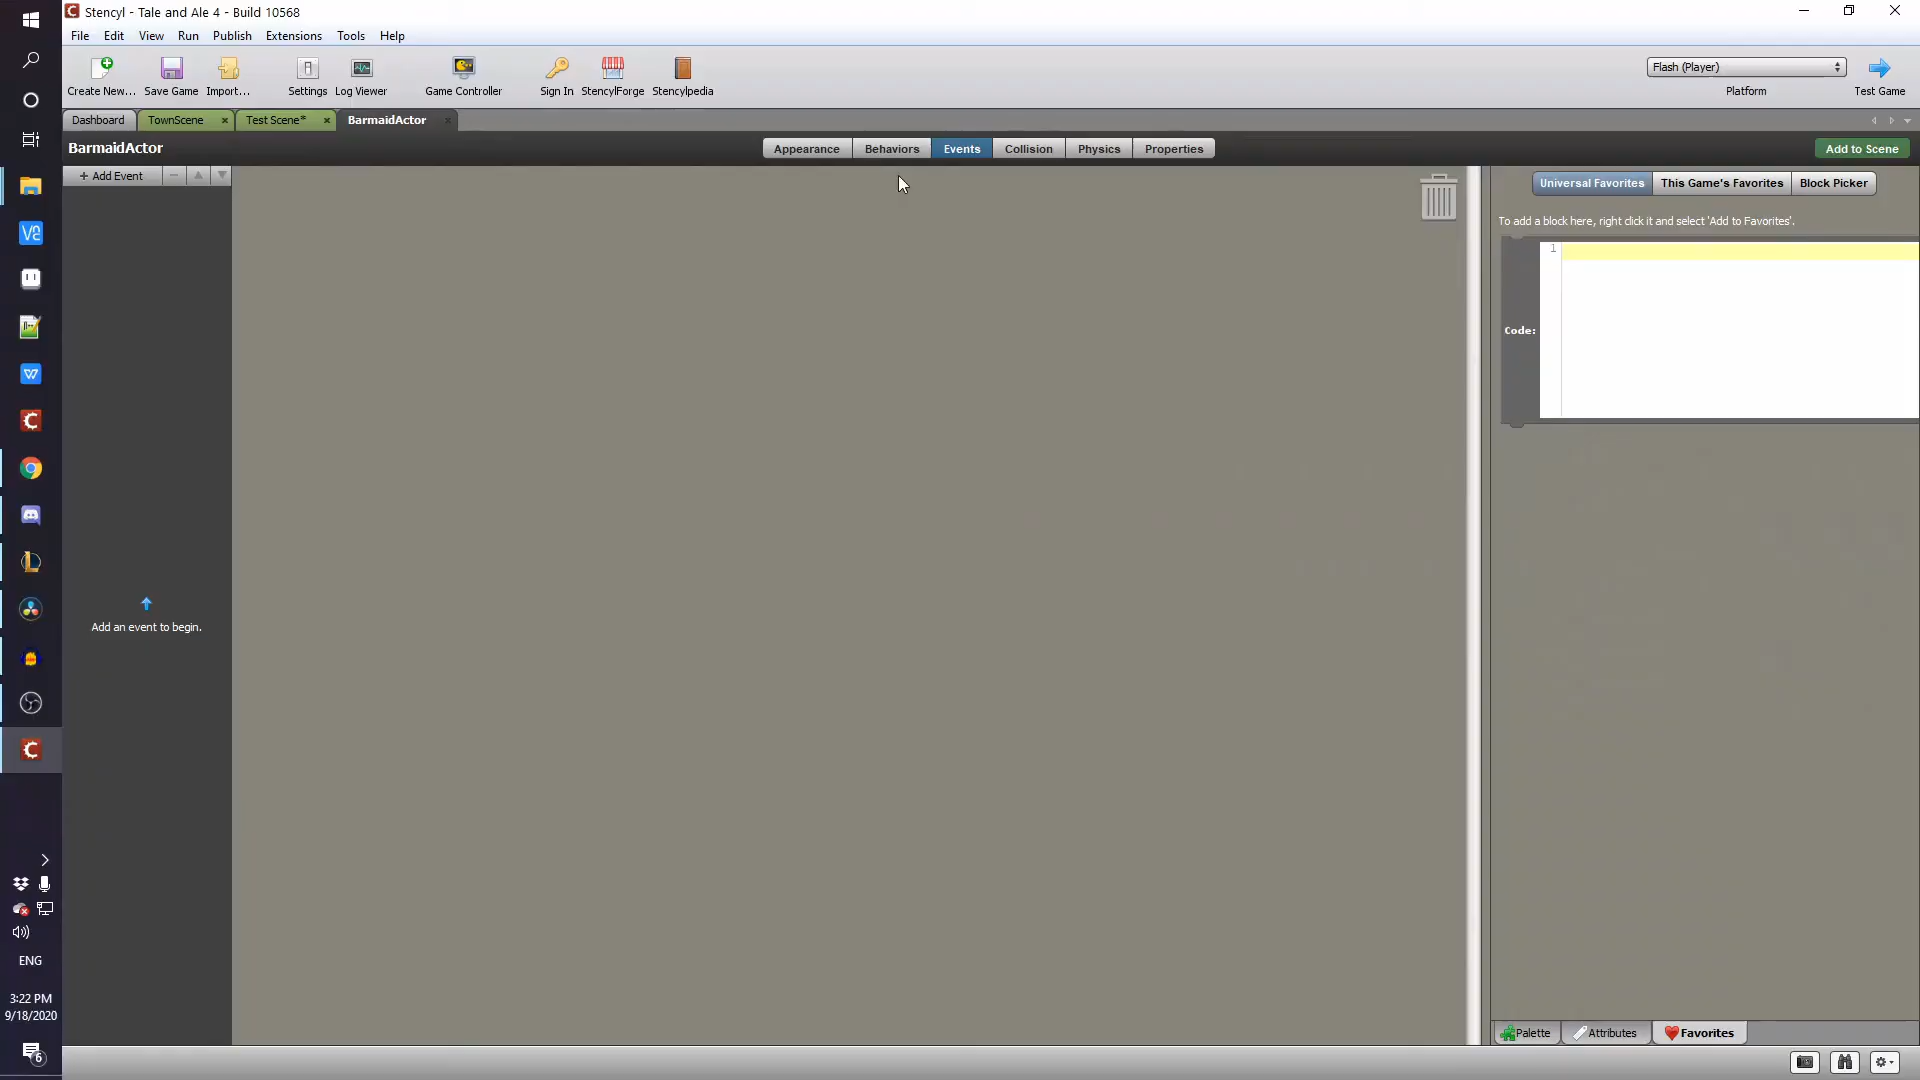 Stencyl - Tale and Ale 4 - Build 10568
File Edit View Run Publish Extensions Tools Help
Create New... Save Game Import... Settings Log Viewer Game Controller Sign In StencylForge Stencylpedia
Flash (Player)
Platform
Test Game
Dashboard TownScene Test Scene* BarmaidActor
BarmaidActor
Appearance Behaviors Events Collision Physics Properties
Add to Scene
+ Add Event
Universal Favorites This Game's Favorites Block Picker
To add a block here, right click it and select 'Add to Favorites'.
1
Code:
Add an event to begin.
Palette Attributes Favorites
ENG
3:22 PM
9/18/2020
6